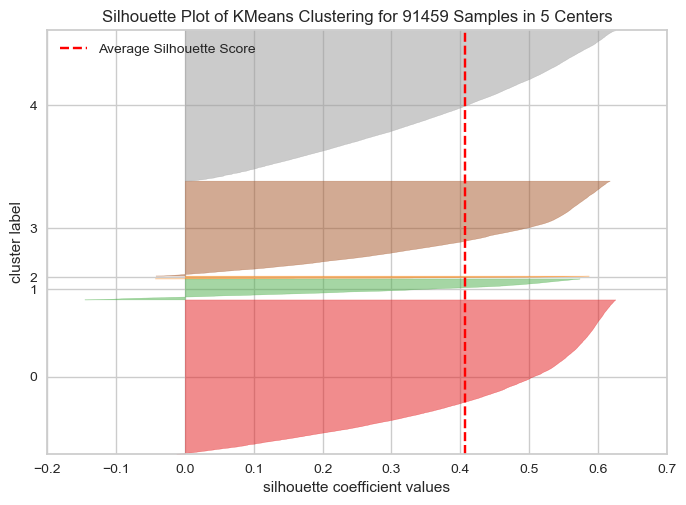 Silhouette Plot of KMeans Clustering for 91459 Samples in 5 Centers
Average Silhouette Score
cluster label
4
3
2
1
0
−0.2 −0.1 0.0 0.1 0.2 0.3 0.4 0.5 0.6 0.7
silhouette coefficient values